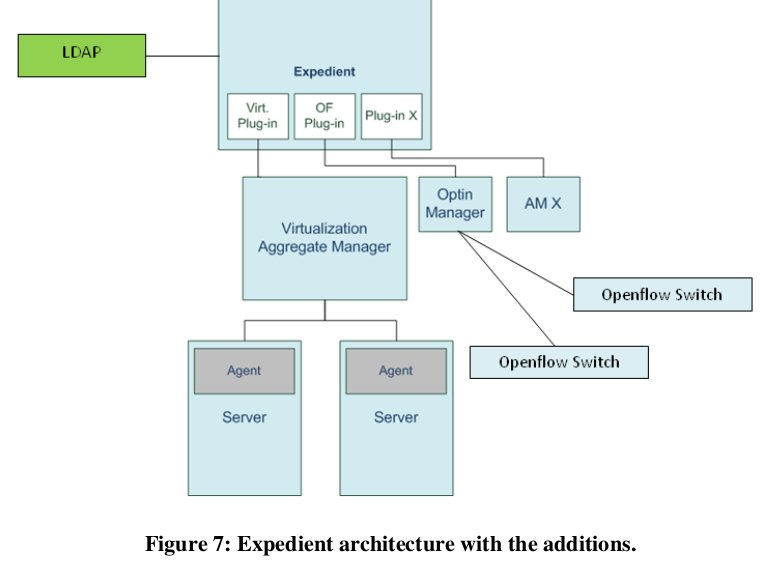 LDAP
Expedient
Virt.
Plug-in
OF
Plug-in
Plug-in X
Virtualization
Aggregate Manager
Optin
Manager
AM X
Openflow Switch
Openflow Switch
Agent
Server
Agent
Server
Figure 7: Expedient architecture with the additions.